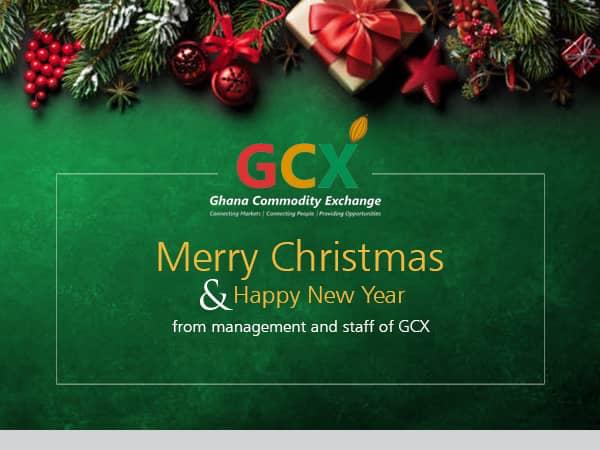 GCX
Ghana Commodity Exchange
Connecting Markets | Connecting People | Providing Opportunities
Merry Christmas
& Happy New Year
from management and staff of GCX